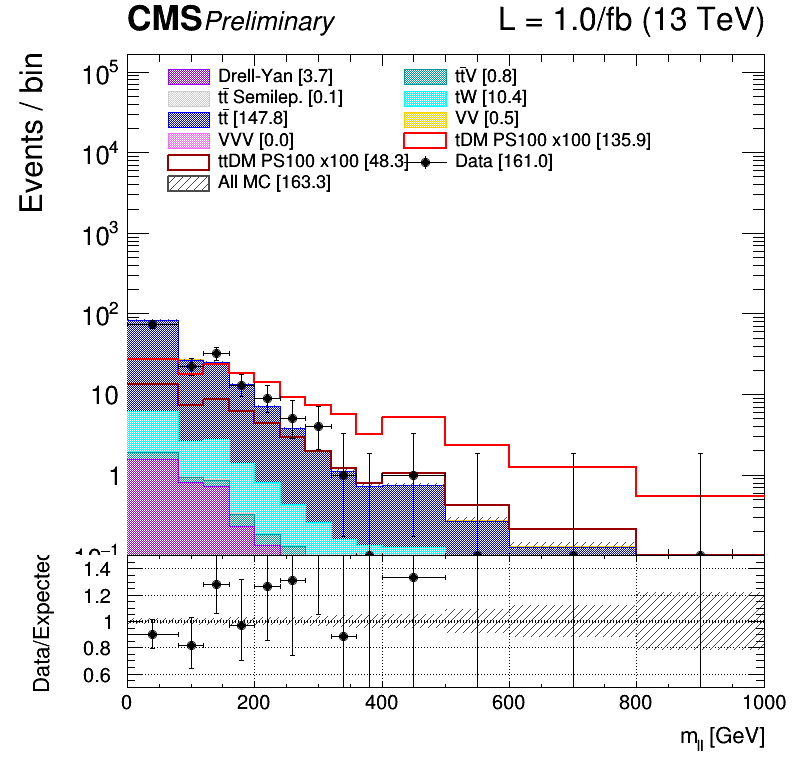 CMS Preliminary L = 1.0/fb (13 TeV)
Events / bin
10⁵
10⁴
10³
10²
10
1
10⁻¹
Drell-Yan [3.7]
tt̄ Semilep. [0.1]
tt̄ [147.8]
VVV [0.0]
ttDM PS100 x100 [48.3]
All MC [163.3]
tt̄V [0.8]
tW [10.4]
VV [0.5]
tDM PS100 x100 [135.9]
Data [161.0]
Data/Expected
1.4
1.2
1
0.8
0.6
0 200 400 600 800 1000
m_ll [GeV]